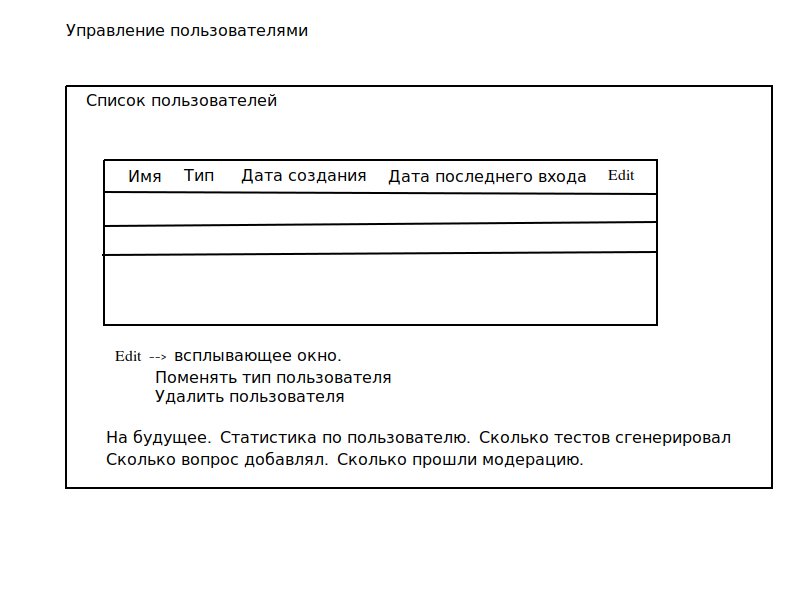 Управление пользователями
Список пользователей
Имя Тип Дата создания Дата последнего входа Edit
Edit --> всплывающее окно.
Поменять тип пользователя
Удалить пользователя
На будущее. Статистика по пользователю. Сколько тестов сгенерировал
Сколько вопрос добавлял. Сколько прошли модерацию.